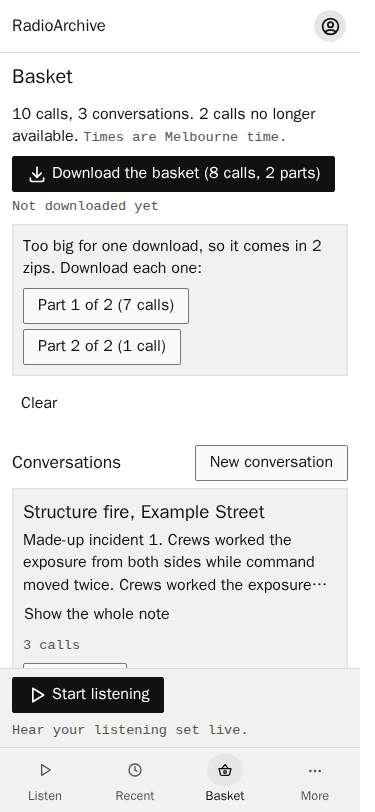 RadioArchive
Basket
10 calls, 3 conversations. 2 calls no longer
available. Times are Melbourne time.
Download the basket (8 calls, 2 parts)
Not downloaded yet
Too big for one download, so it comes in 2
zips. Download each one:
Part 1 of 2 (7 calls)
Part 2 of 2 (1 call)
Clear
Conversations
New conversation
Structure fire, Example Street
Made-up incident 1. Crews worked the
exposure from both sides while command
moved twice. Crews worked the exposure…
Show the whole note
3 calls
Start listening
Hear your listening set live.
Listen
Recent
Basket
More